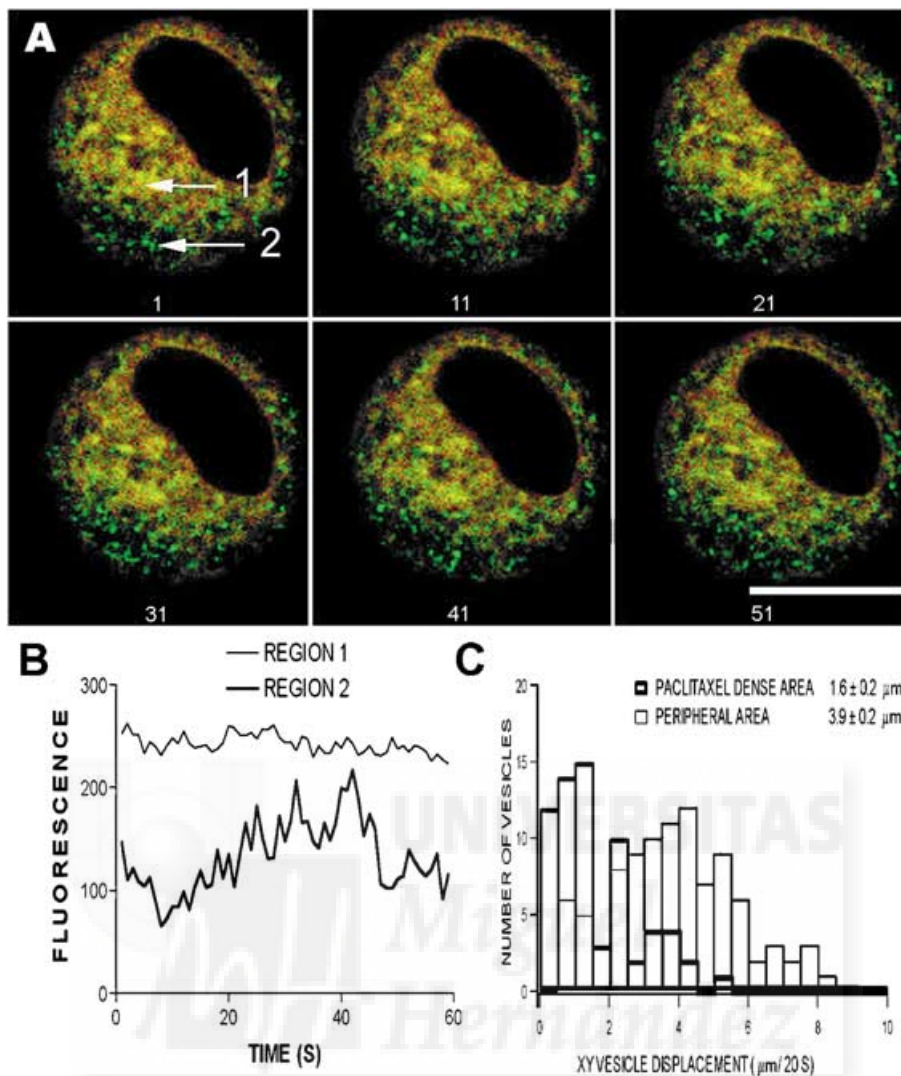 A
1
2
1
11
21
31
41
51
B
REGION 1
REGION 2
300
200
100
0
FLUORESCENCE
0
20
40
60
TIME (S)
C
PACLITAXEL DENSE AREA 1.6 ± 0.2 µm
PERIPHERAL AREA 3.9 ± 0.2 µm
20
15
10
5
0
NUMBER OF VESICLES
0
2
4
6
8
10
XY VESICLE DISPLACEMENT ( µm/ 20 S)
UNIVERSITAS
Miguel
Hernández